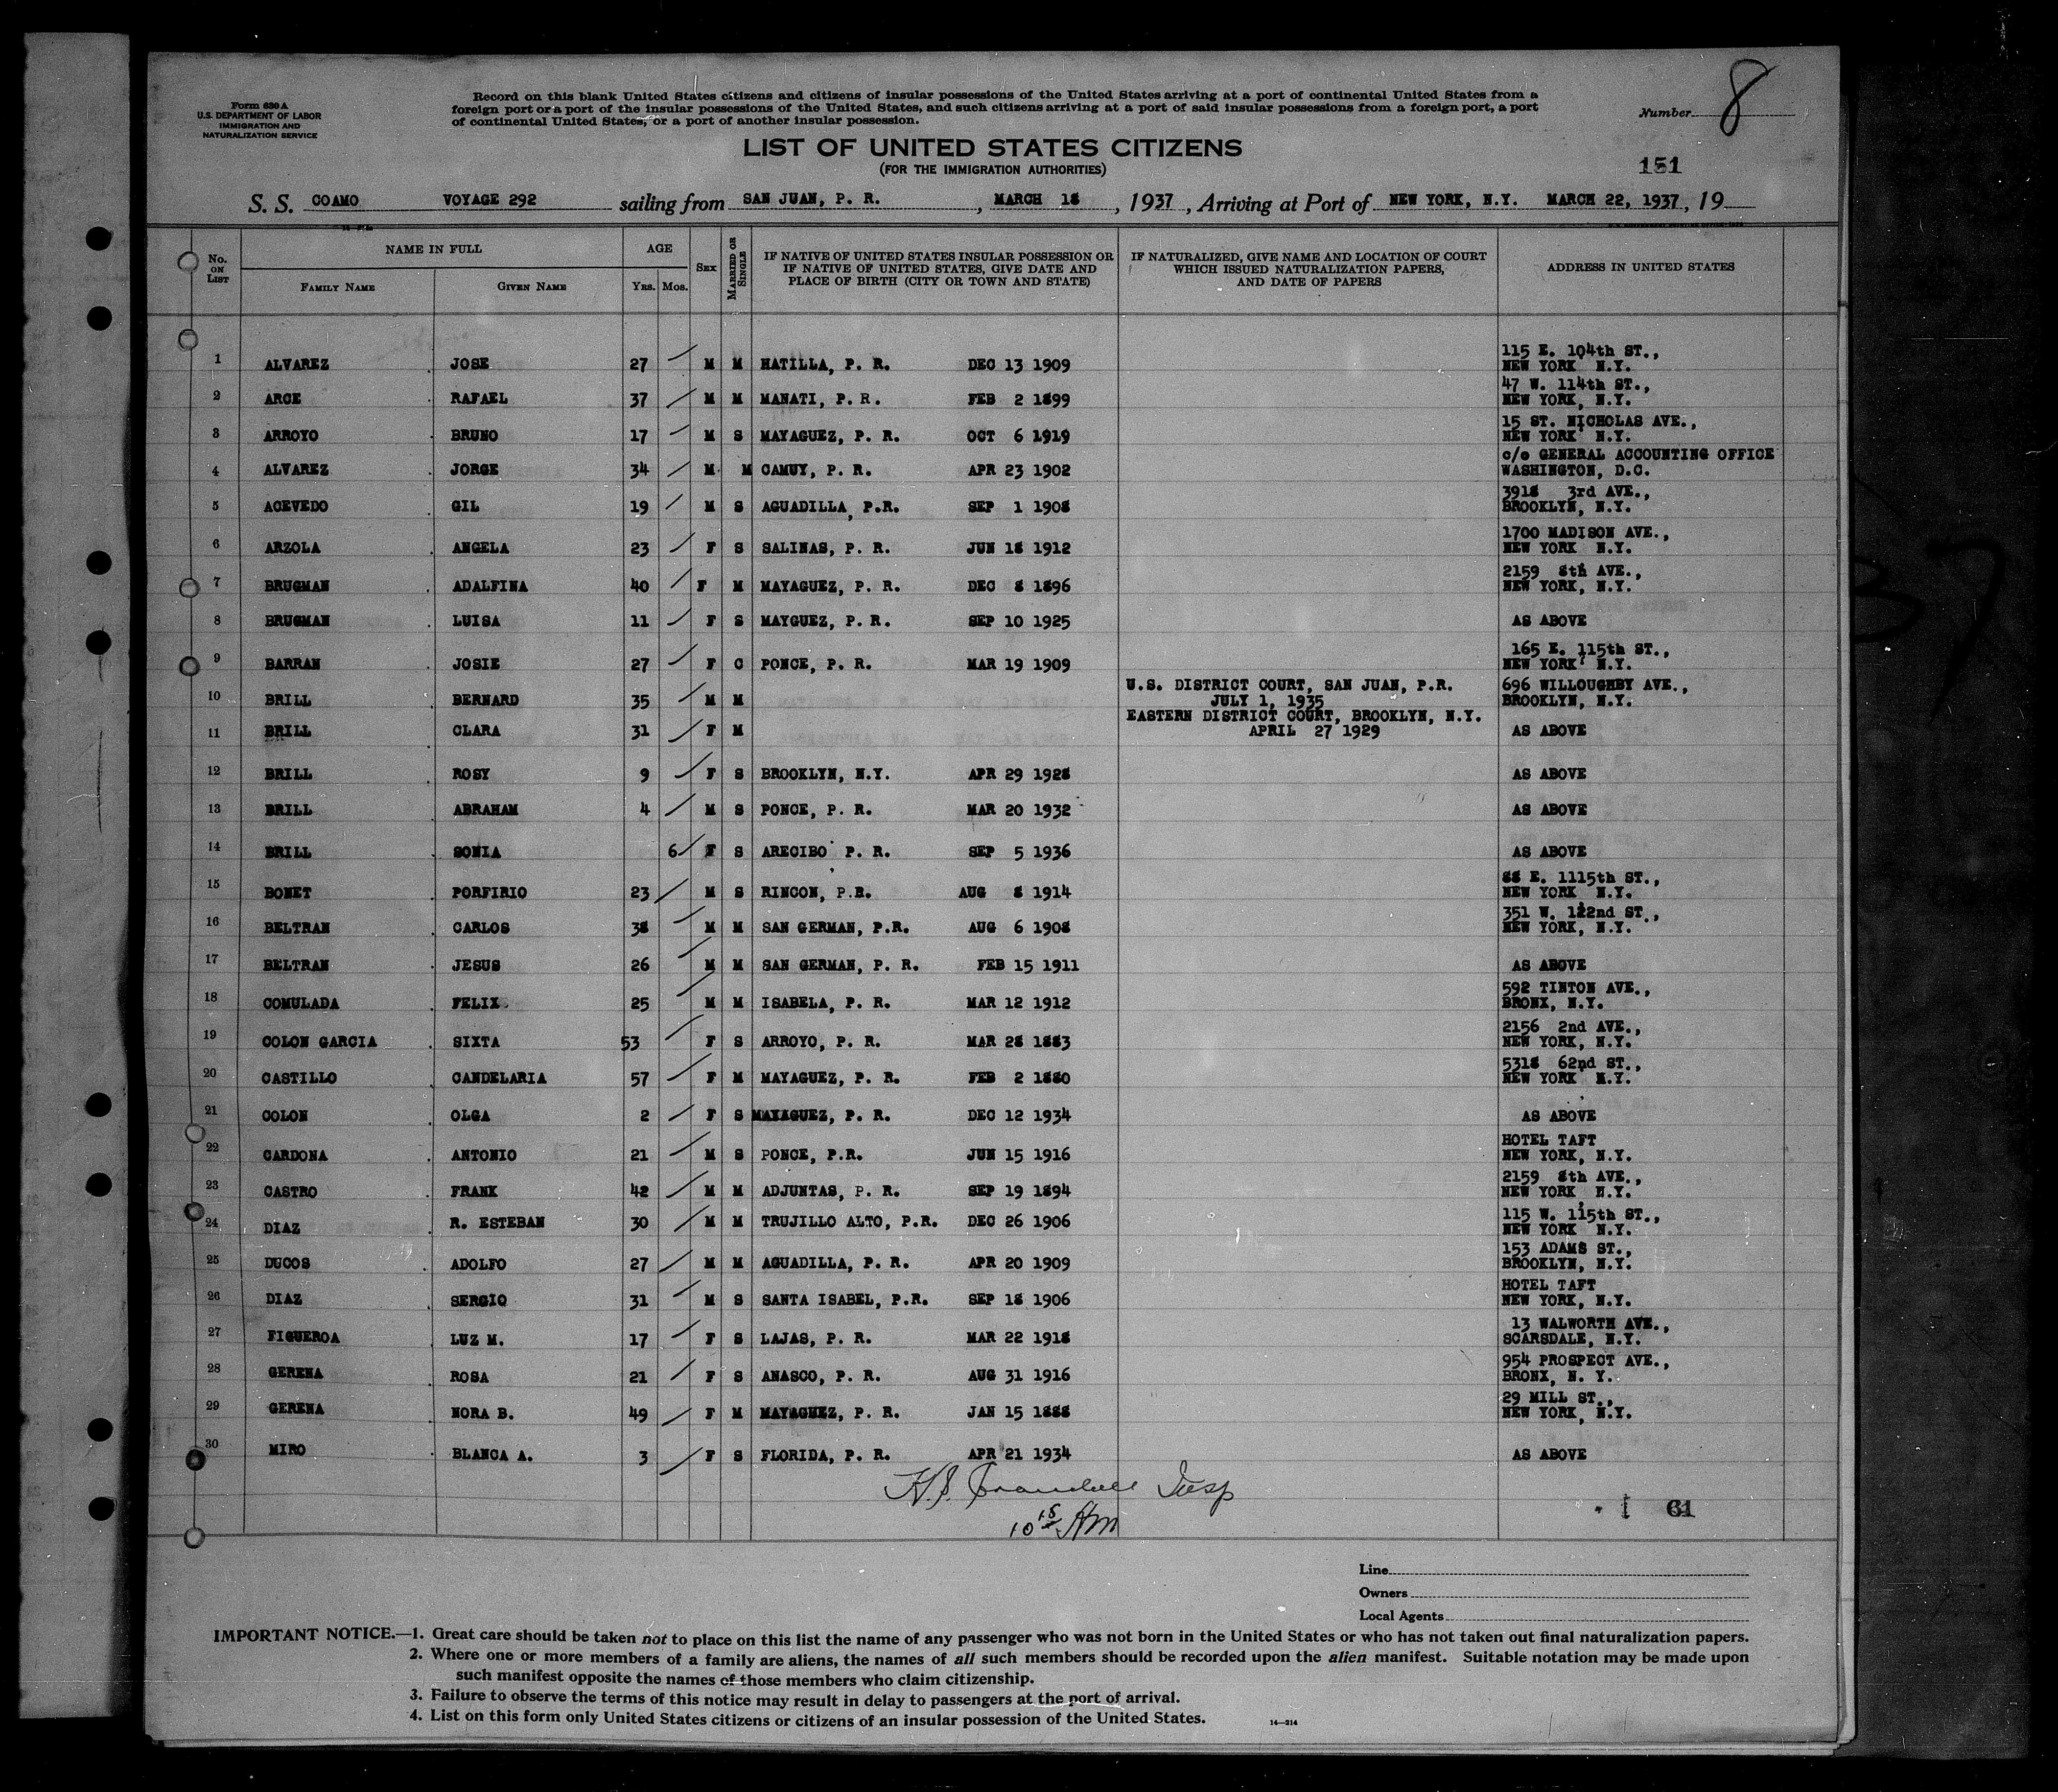 Form 630 A
U.S. DEPARTMENT OF LABOR
IMMIGRATION AND
NATURALIZATION SERVICE
Record on this blank United States citizens and citizens of insular possessions of the United States arriving at a port of continental United States from a
foreign port or a port of the insular possessions of the United States, and such citizens arriving at a port of said insular possessions from a foreign port, a port
of continental United States, or a port of another insular possession.
Number 8
LIST OF UNITED STATES CITIZENS
(FOR THE IMMIGRATION AUTHORITIES)
151
S. S. COAMO VOYAGE 292 sailing from SAN JUAN, P. R. , MARCH 18 , 1937 , Arriving at Port of NEW YORK, N.Y. MARCH 22, 1937, 19
No. ON LIST NAME IN FULL FAMILY NAME GIVEN NAME AGE YRS. MOS. SEX MARRIED OR SINGLE IF NATIVE OF UNITED STATES INSULAR POSSESSION OR IF NATIVE OF UNITED STATES, GIVE DATE AND PLACE OF BIRTH (CITY OR TOWN AND STATE) IF NATURALIZED, GIVE NAME AND LOCATION OF COURT WHICH ISSUED NATURALIZATION PAPERS, AND DATE OF PAPERS ADDRESS IN UNITED STATES
1 ALVAREZ JOSE 27 M M HATILLA, P. R. DEC 13 1909 115 E. 104th ST., NEW YORK N.Y.
2 ARCE RAFAEL 37 M M MANATI, P. R. FEB 2 1899 47 W. 114th ST., NEW YORK, N.Y.
3 ARROYO BRUNO 17 M S MAYAGUEZ, P. R. OCT 6 1919 15 ST. NICHOLAS AVE., NEW YORK, N.Y.
4 ALVAREZ JORGE 34 M M CAMUY, P. R. APR 23 1902 c/o GENERAL ACCOUNTING OFFICE WASHINGTON, D.C.
5 ACEVEDO GIL 19 M S AGUADILLA, P.R. SEP 1 1908 3918 3rd AVE., BROOKLYN, N.Y.
6 ARZOLA ANGELA 23 F S SALINAS, P. R. JUN 18 1912 1700 MADISON AVE., NEW YORK N.Y.
7 BRUGMAN ADALFINA 40 F M MAYAGUEZ, P. R. DEC 8 1896 2159 8th AVE., NEW YORK, N.Y.
8 BRUGMAN LUISA 11 F S MAYGUEZ, P. R. SEP 10 1925 AS ABOVE
9 BARRAN JOSIE 27 F C PONCE, P. R. MAR 19 1909 165 E. 115th ST., NEW YORK, N.Y.
10 BRILL BERNARD 35 M M U.S. DISTRICT COURT, SAN JUAN, P.R. JULY 1, 1935 696 WILLOUGHBY AVE., BROOKLYN, N.Y.
11 BRILL CLARA 31 F M EASTERN DISTRICT COURT, BROOKLYN, N.Y. APRIL 27 1929 AS ABOVE
12 BRILL ROSY 9 F S BROOKLYN, N.Y. APR 29 1928 AS ABOVE
13 BRILL ABRAHAM 4 M S PONCE, P. R. MAR 20 1932 AS ABOVE
14 BRILL SONIA 6 F S ARECIBO P. R. SEP 5 1936 AS ABOVE
15 BONET PORFIRIO 23 M S RINCON, P.R. AUG 8 1914 88 E. 1115th ST., NEW YORK N.Y.
16 BELTRAN CARLOS 38 M M SAN GERMAN, P.R. AUG 6 1908 351 W. 122nd ST., NEW YORK, N.Y.
17 BELTRAN JESUS 26 M M SAN GERMAN, P. R. FEB 15 1911 AS ABOVE
18 COMULADA FELIX 25 M M ISABELA, P. R. MAR 12 1912 592 TINTON AVE., BRONX, N.Y.
19 COLON GARCIA SIXTA 53 F S ARROYO, P. R. MAR 28 1883 2156 2nd AVE., NEW YORK, N.Y.
20 CASTILLO CANDELARIA 57 F M MAYAGUEZ, P. R. FEB 2 1880 5318 62nd ST., NEW YORK N.Y.
21 COLON OLGA 2 F S MAYAGUEZ, P. R. DEC 12 1934 AS ABOVE
22 CARDONA ANTONIO 21 M S PONCE, P.R. JUN 15 1916 HOTEL TAFT NEW YORK, N.Y.
23 CASTRO FRANK 42 M M ADJUNTAS, P. R. SEP 19 1894 2159 8th AVE., NEW YORK N.Y.
24 DIAZ R. ESTEBAN 30 M M TRUJILLO ALTO, P.R. DEC 26 1906 115 W. 115th ST., NEW YORK N.Y.
25 DUCOS ADOLFO 27 M M AGUADILLA, P. R. APR 20 1909 153 ADAMS ST., BROOKLYN, N.Y.
26 DIAZ SERGIO 31 M S SANTA ISABEL, P.R. SEP 18 1906 HOTEL TAFT NEW YORK, N.Y.
27 FIGUEROA LUZ M. 17 F S LAJAS, P. R. MAR 22 1918 13 WALWORTH AVE., SCARSDALE, N.Y.
28 GERENA ROSA 21 F S ANASCO, P. R. AUG 31 1916 954 PROSPECT AVE., BRONX, N. Y.
29 GERENA NORA B. 49 F M MAYAGUEZ, P. R. JAN 15 1888 29 MILL ST., NEW YORK, N.Y.
30 MIRO BLANCA A. 3 F S FLORIDA, P. R. APR 21 1934 AS ABOVE
Insp
10 15 AM
61
Line
Owners
Local Agents
IMPORTANT NOTICE.—1. Great care should be taken not to place on this list the name of any passenger who was not born in the United States or who has not taken out final naturalization papers.
2. Where one or more members of a family are aliens, the names of all such members should be recorded upon the alien manifest. Suitable notation may be made upon
such manifest opposite the names of those members who claim citizenship.
3. Failure to observe the terms of this notice may result in delay to passengers at the port of arrival.
4. List on this form only United States citizens or citizens of an insular possession of the United States.
14—214